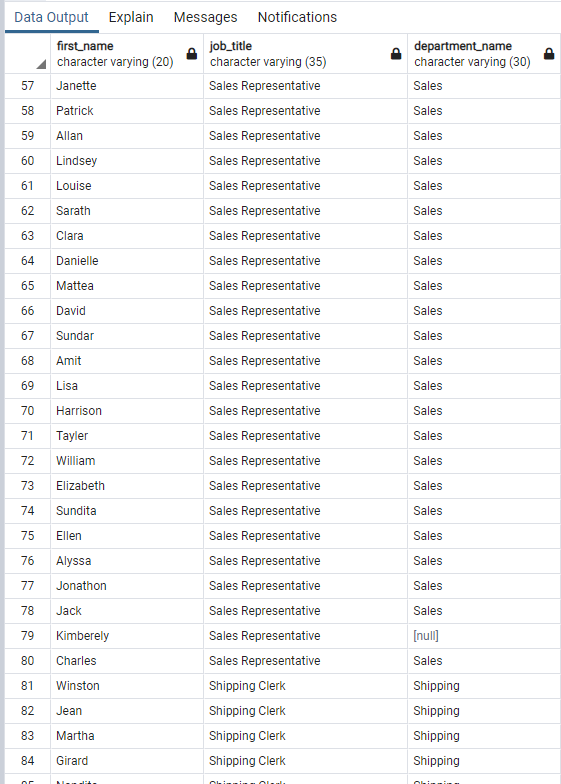 Data Output Explain Messages Notifications
first_name job_title department_name
character varying (20) character varying (35) character varying (30)
57 Janette Sales Representative Sales
58 Patrick Sales Representative Sales
59 Allan Sales Representative Sales
60 Lindsey Sales Representative Sales
61 Louise Sales Representative Sales
62 Sarath Sales Representative Sales
63 Clara Sales Representative Sales
64 Danielle Sales Representative Sales
65 Mattea Sales Representative Sales
66 David Sales Representative Sales
67 Sundar Sales Representative Sales
68 Amit Sales Representative Sales
69 Lisa Sales Representative Sales
70 Harrison Sales Representative Sales
71 Tayler Sales Representative Sales
72 William Sales Representative Sales
73 Elizabeth Sales Representative Sales
74 Sundita Sales Representative Sales
75 Ellen Sales Representative Sales
76 Alyssa Sales Representative Sales
77 Jonathon Sales Representative Sales
78 Jack Sales Representative Sales
79 Kimberely Sales Representative [null]
80 Charles Sales Representative Sales
81 Winston Shipping Clerk Shipping
82 Jean Shipping Clerk Shipping
83 Martha Shipping Clerk Shipping
84 Girard Shipping Clerk Shipping